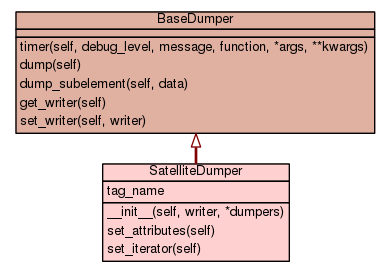 BaseDumper
timer(self, debug_level, message, function, *args, **kwargs)
dump(self)
dump_subelement(self, data)
get_writer(self)
set_writer(self, writer)
SatelliteDumper
tag_name
__init__(self, writer, *dumpers)
set_attributes(self)
set_iterator(self)